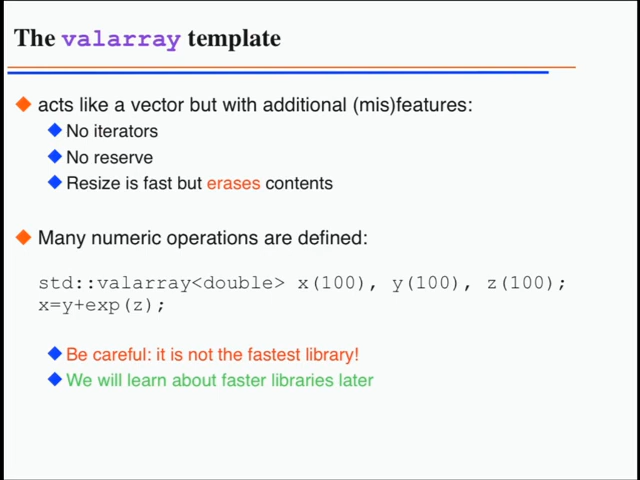 The valarray template
acts like a vector but with additional (mis)features:
No iterators
No reserve
Resize is fast but erases contents
Many numeric operations are defined:
std::valarray<double> x(100), y(100), z(100);
x=y+exp(z);
Be careful: it is not the fastest library!
We will learn about faster libraries later